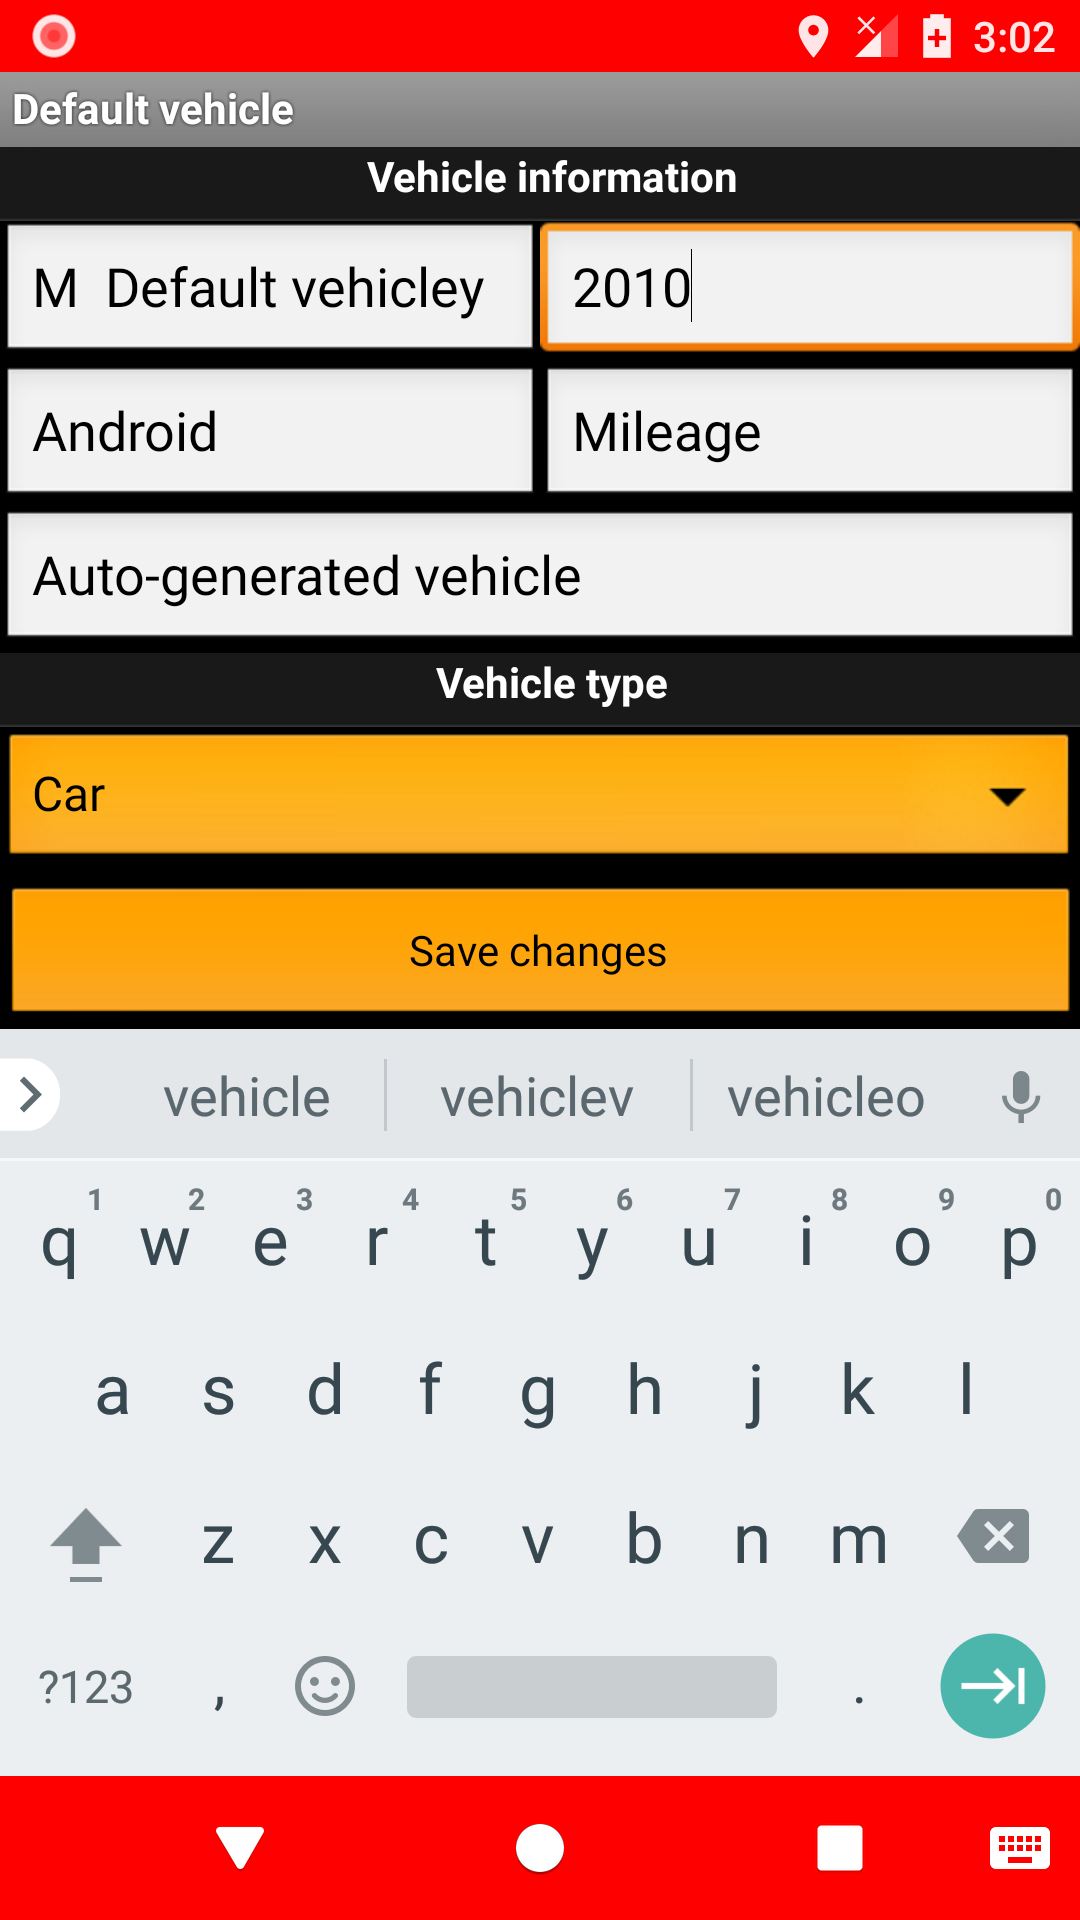 3:02
Default vehicle
Vehicle information
M  Default vehicley
2010
Android
Mileage
Auto-generated vehicle
Vehicle type
Car
Save changes
vehicle vehiclev vehicleo
1 2 3 4 5 6 7 8 9 0
q w e r t y u i o p
a s d f g h j k l
z x c v b n m
?123 , .